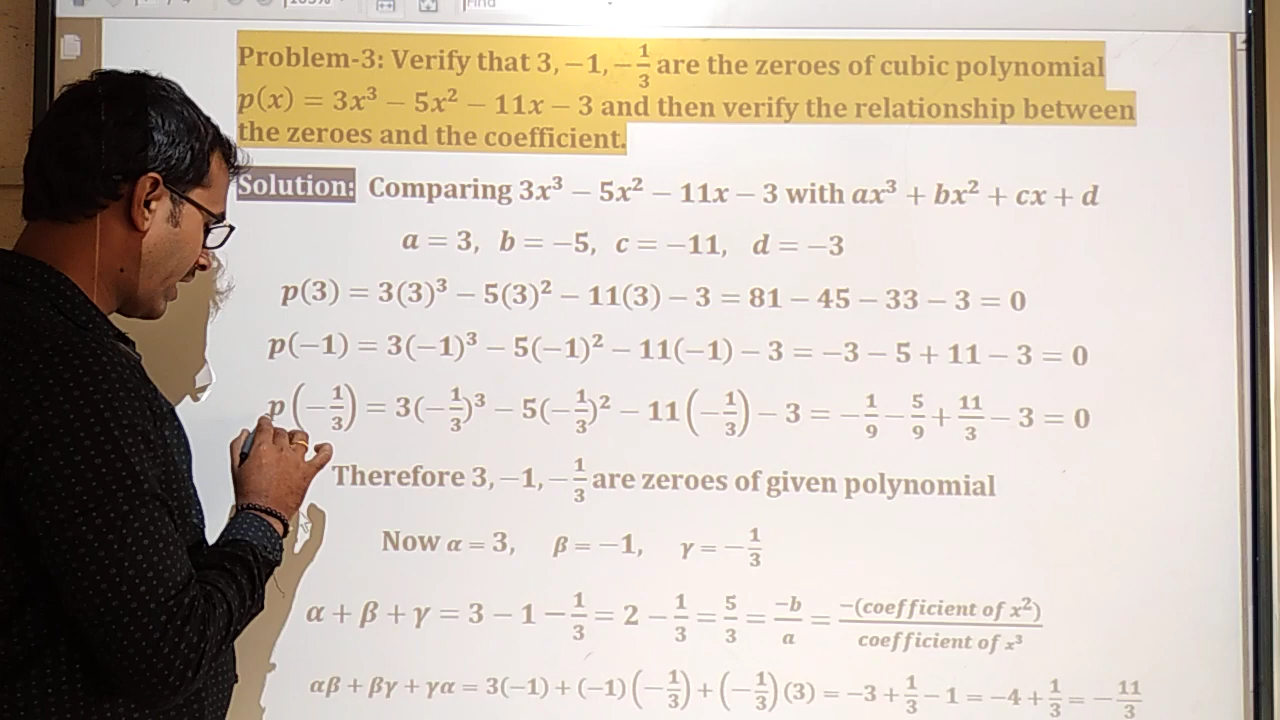 Problem-3: Verify that 3, −1, −1/3 are the zeroes of cubic polynomial
p(x) = 3x³ − 5x² − 11x − 3 and then verify the relationship between
the zeroes and the coefficient.
Solution: Comparing 3x³ − 5x² − 11x − 3 with ax³ + bx² + cx + d
a = 3, b = −5, c = −11, d = −3
p(3) = 3(3)³ − 5(3)² − 11(3) − 3 = 81 − 45 − 33 − 3 = 0
p(−1) = 3(−1)³ − 5(−1)² − 11(−1) − 3 = −3 − 5 + 11 − 3 = 0
p(−1/3) = 3(−1/3)³ − 5(−1/3)² − 11(−1/3) − 3 = −1/9 − 5/9 + 11/3 − 3 = 0
Therefore 3, −1, −1/3 are zeroes of given polynomial
Now α = 3, β = −1, γ = −1/3
α + β + γ = 3 − 1 − 1/3 = 2 − 1/3 = 5/3 = −b/a = −(coefficient of x²)/coefficient of x³
αβ + βγ + γα = 3(−1) + (−1)(−1/3) + (−1/3)(3) = −3 + 1/3 − 1 = −4 + 1/3 = −11/3